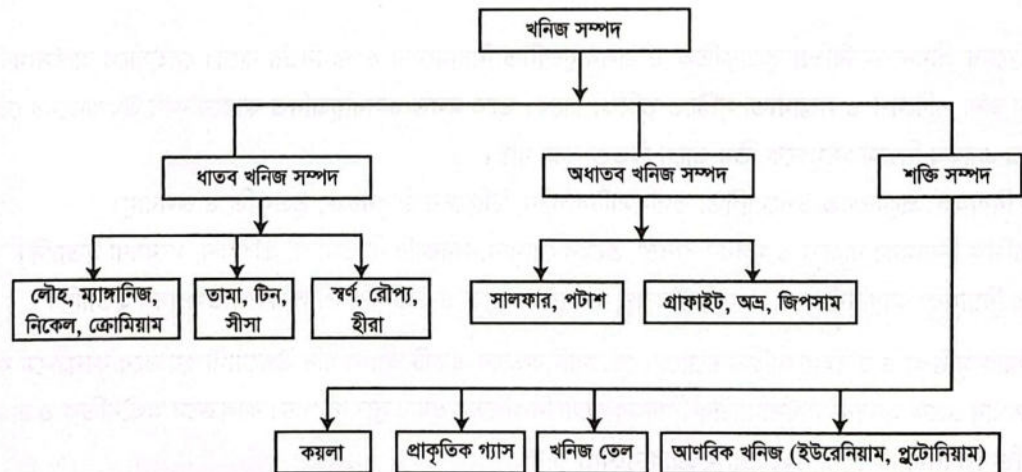 খনিজ সম্পদ
ধাতব খনিজ সম্পদ
অধাতব খনিজ সম্পদ
শক্তি সম্পদ
লৌহ, ম্যাঙ্গানিজ,
নিকেল, ক্রোমিয়াম
তামা, টিন,
সীসা
স্বর্ণ, রৌপ্য,
হীরা
সালফার, পটাশ
গ্রাফাইট, অভ্র, জিপসাম
কয়লা
প্রাকৃতিক গ্যাস
খনিজ তেল
আণবিক খনিজ (ইউরেনিয়াম, প্লুটোনিয়াম)